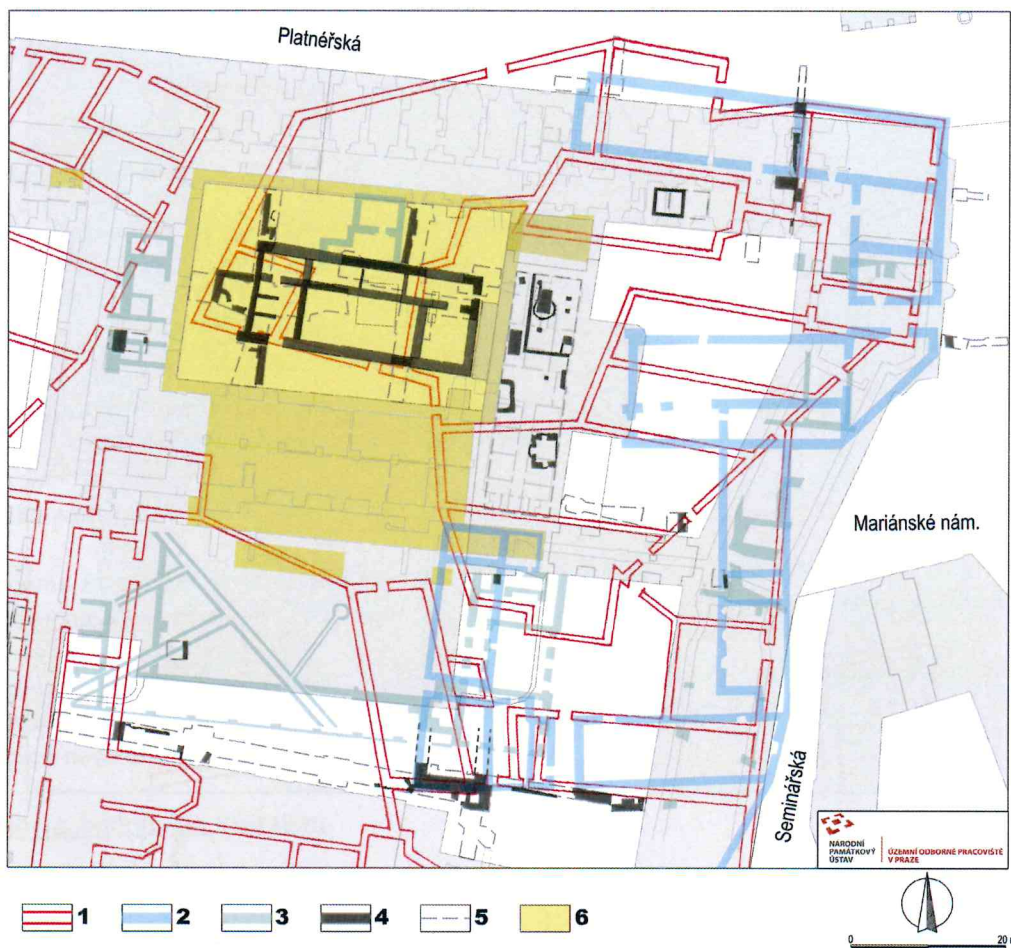 Platnéřská
Mariánské nám.
Seminářská
NÁRODNÍ
PAMÁTKOVÝ
ÚSTAV
ÚZEMNÍ ODBORNÉ PRACOVIŠTĚ
V PRAZE
1 2 3 4 5 6
0 20